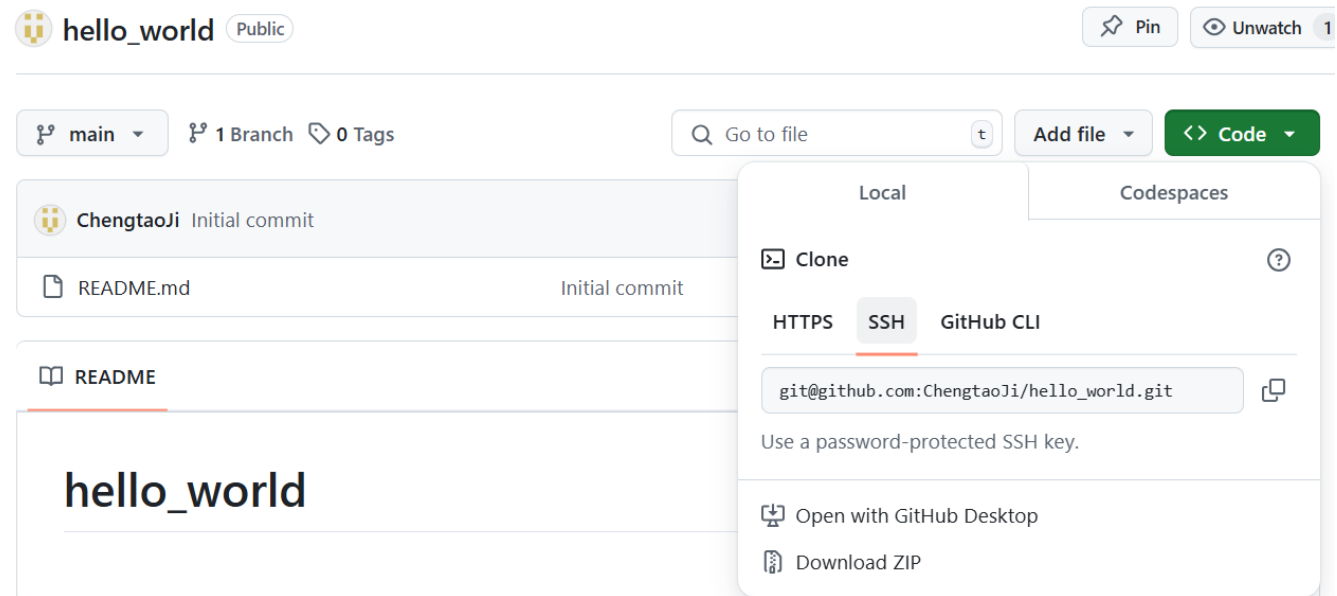 hello_world Public Pin Unwatch 1
main 1 Branch 0 Tags Go to file t Add file Code
Local Codespaces
ChengtaoJi Initial commit
Clone
README.md Initial commit
HTTPS SSH GitHub CLI
README
git@github.com:ChengtaoJi/hello_world.git
Use a password-protected SSH key.
hello_world
Open with GitHub Desktop
Download ZIP